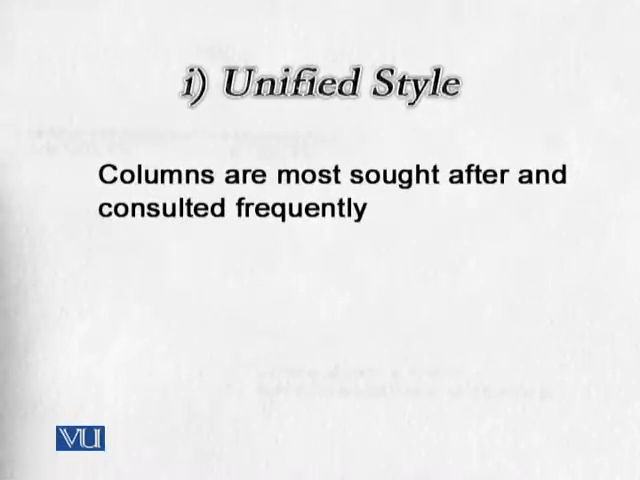 i) Unified Style
Columns are most sought after and
consulted frequently
VU